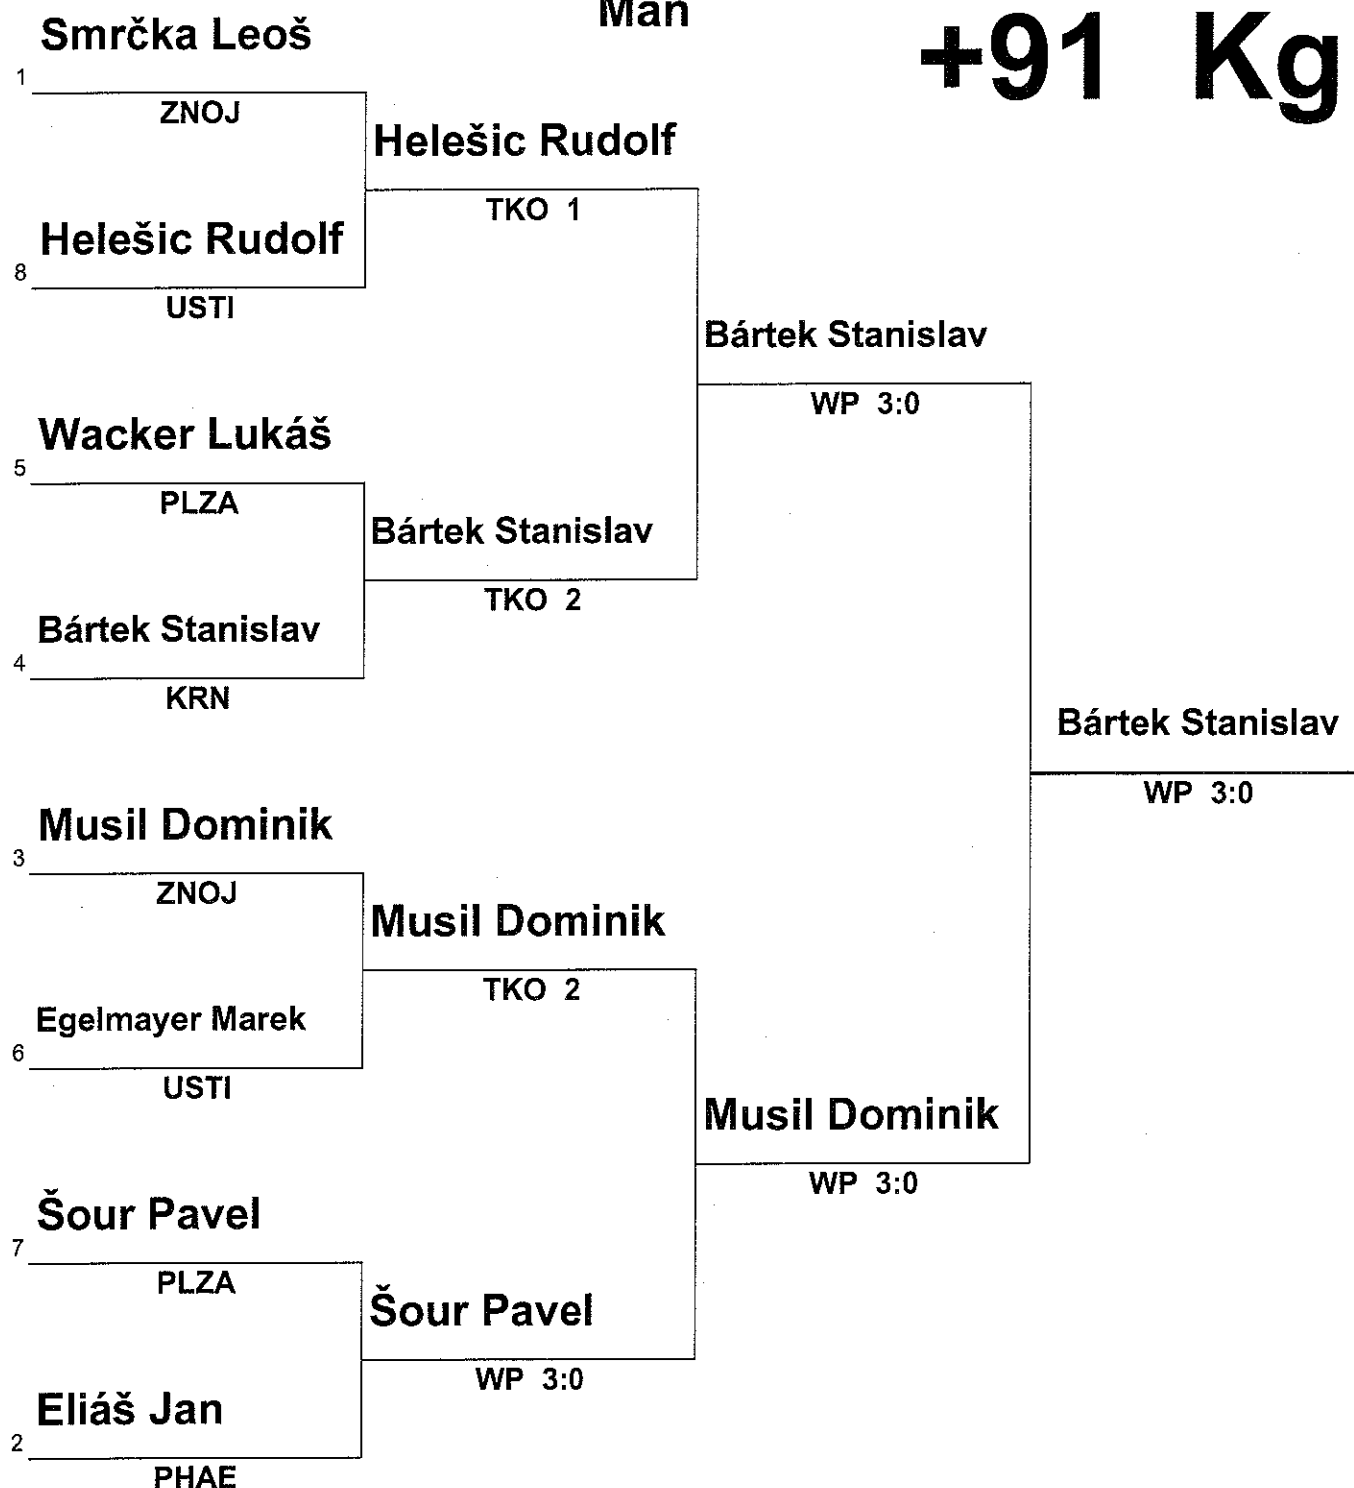 Man
+91 Kg
Smrčka Leoš
1
ZNOJ
Helešic Rudolf
TKO 1
Helešic Rudolf
8
USTI
Bártek Stanislav
WP 3:0
Wacker Lukáš
5
PLZA
Bártek Stanislav
TKO 2
Bártek Stanislav
4
KRN
Bártek Stanislav
WP 3:0
Musil Dominik
3
ZNOJ
Musil Dominik
TKO 2
Egelmayer Marek
6
USTI
Musil Dominik
WP 3:0
Šour Pavel
7
PLZA
Šour Pavel
WP 3:0
Eliáš Jan
2
PHAE